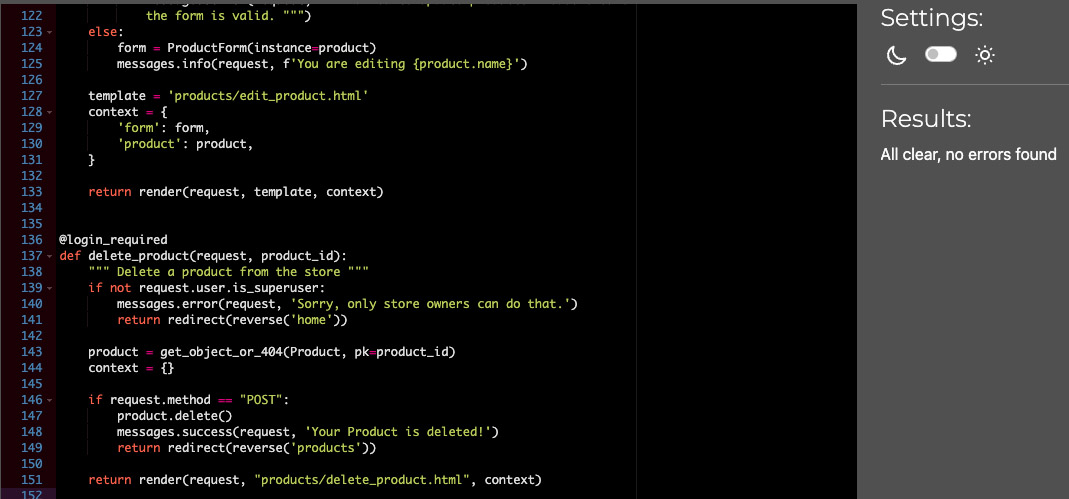 122             the form is valid. """)
123     else:
124         form = ProductForm(instance=product)
125         messages.info(request, f'You are editing {product.name}')
126
127     template = 'products/edit_product.html'
128     context = {
129         'form': form,
130         'product': product,
131     }
132
133     return render(request, template, context)
134
135
136 @login_required
137 def delete_product(request, product_id):
138     """ Delete a product from the store """
139     if not request.user.is_superuser:
140         messages.error(request, 'Sorry, only store owners can do that.')
141         return redirect(reverse('home'))
142
143     product = get_object_or_404(Product, pk=product_id)
144     context = {}
145
146     if request.method == "POST":
147         product.delete()
148         messages.success(request, 'Your Product is deleted!')
149         return redirect(reverse('products'))
150
151     return render(request, "products/delete_product.html", context)
152
Settings:
Results:
All clear, no errors found